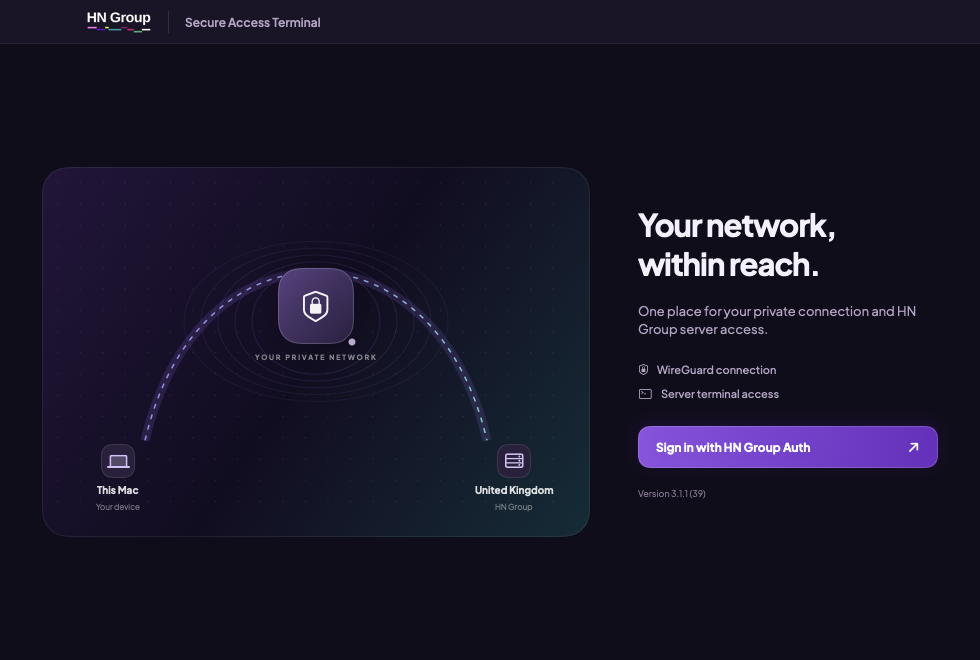 HN Group
Secure Access Terminal
Your network,
within reach.
One place for your private connection and HN
Group server access.
WireGuard connection
Server terminal access
Sign in with HN Group Auth
Version 3.1.1 (39)
YOUR PRIVATE NETWORK
This Mac
Your device
United Kingdom
HN Group